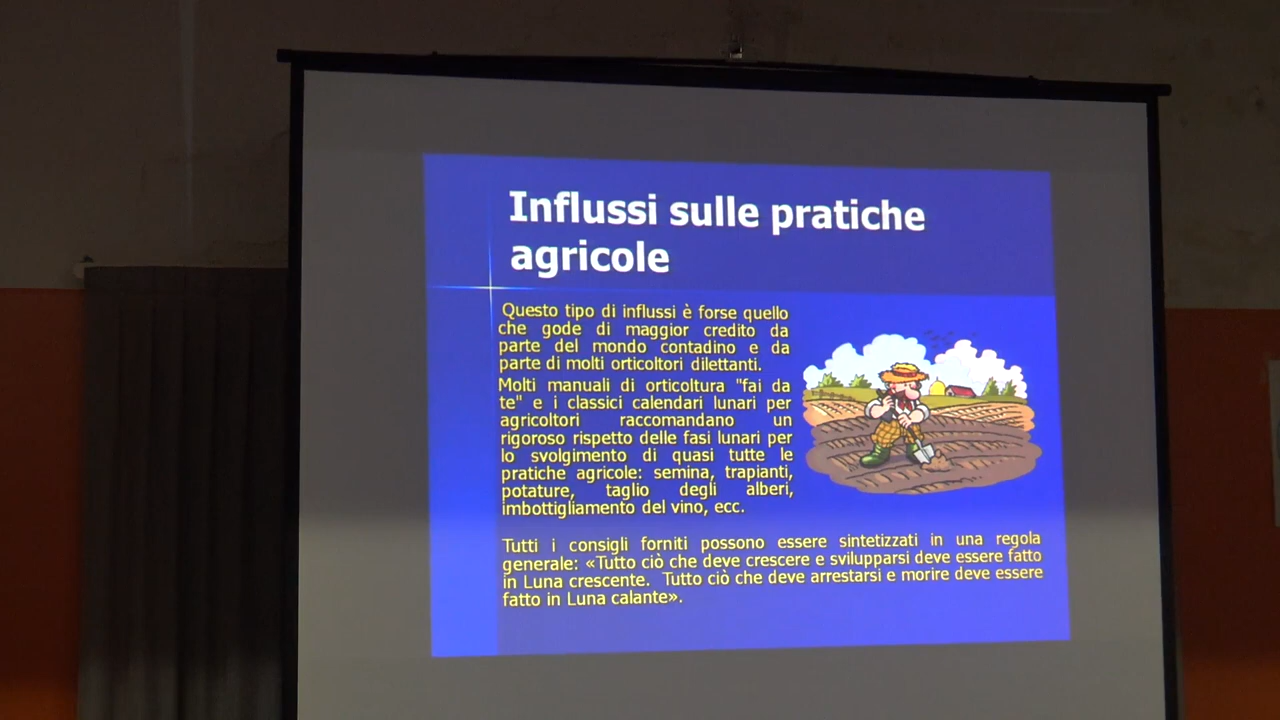 Influssi sulle pratiche
agricole
Questo tipo di influssi è forse quello
che gode di maggior credito da
parte del mondo contadino e da
parte di molti orticoltori dilettanti.
Molti manuali di orticoltura "fai da
te" e i classici calendari lunari per
agricoltori raccomandano un
rigoroso rispetto delle fasi lunari per
lo svolgimento di quasi tutte le
pratiche agricole: semina, trapianti,
potature, taglio degli alberi,
imbottigliamento del vino, ecc.
Tutti i consigli forniti possono essere sintetizzati in una regola
generale: «Tutto ciò che deve crescere e svilupparsi deve essere fatto
in Luna crescente. Tutto ciò che deve arrestarsi e morire deve essere
fatto in Luna calante».